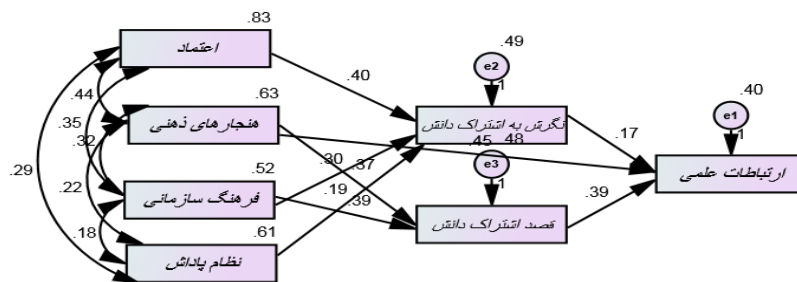 .83
اعتماد
.49
e2
1
.40
.44
.63
هنجارهای ذهنی
نگرش به اشتراک دانش
.40
e1
1
.35
.32
.17
.45
.48
.30
.37
e3
1
ارتباطات علمی
.29
.52
فرهنگ سازمانی
.22
.19
.39
.39
.61
قصد اشتراک دانش
.18
نظام پاداش